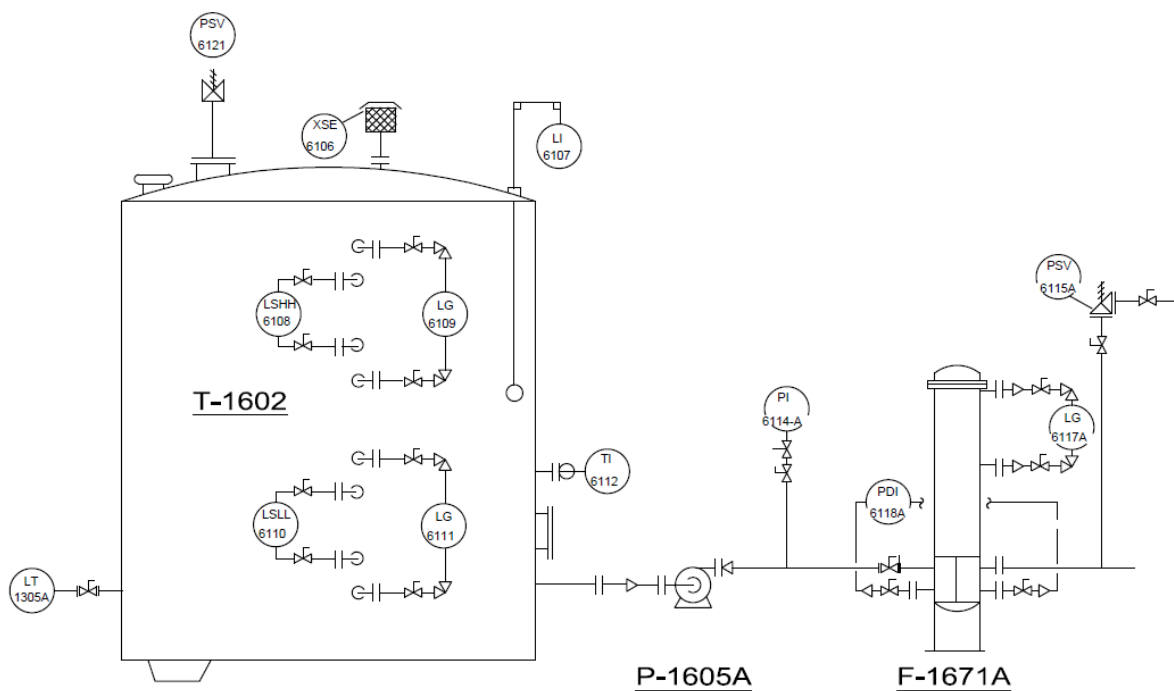 PSV
6121
XSE
6106
LI
6107
LSHH
6108
LG
6109
PSV
6115A
T-1602
PI
6114-A
LG
6117A
TI
6112
PDI
6118A
LSLL
6110
LG
6111
LT
1305A
P-1605A
F-1671A